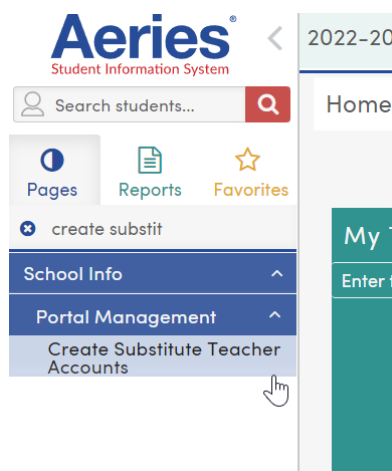 Aeries®
Student Information System
2022-20
Search students...
Home
Pages
Reports
Favorites
create substit
My T
School Info
Enter t
Portal Management
Create Substitute Teacher
Accounts